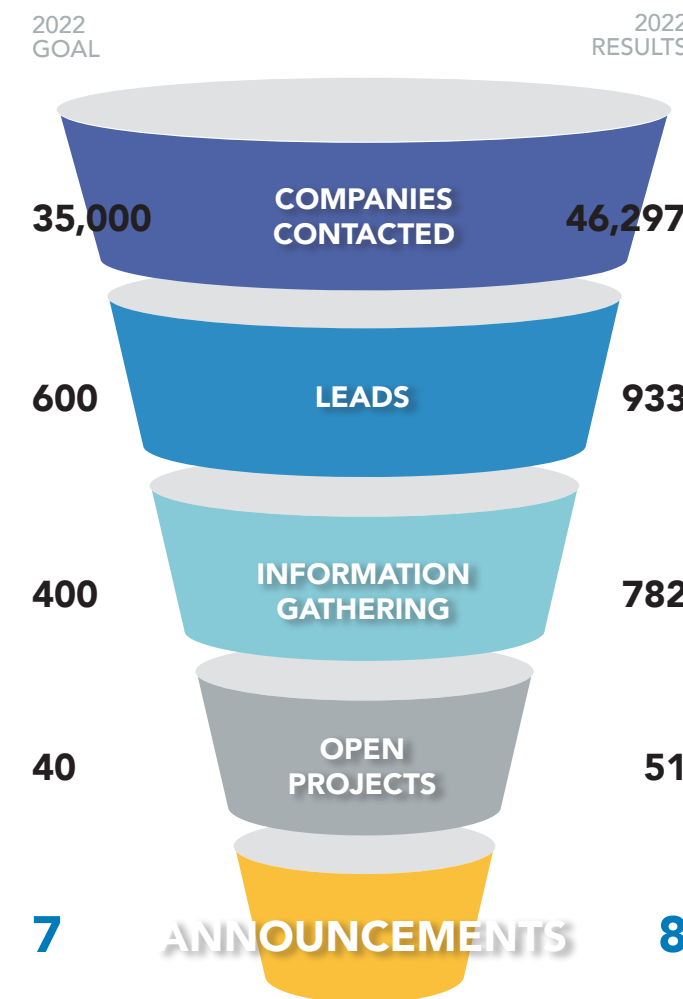 2022
GOAL
2022
RESULTS
COMPANIES
CONTACTED
35,000
46,297
LEADS
600
933
INFORMATION
GATHERING
400
782
OPEN
PROJECTS
40
51
7
ANNOUNCEMENTS
8